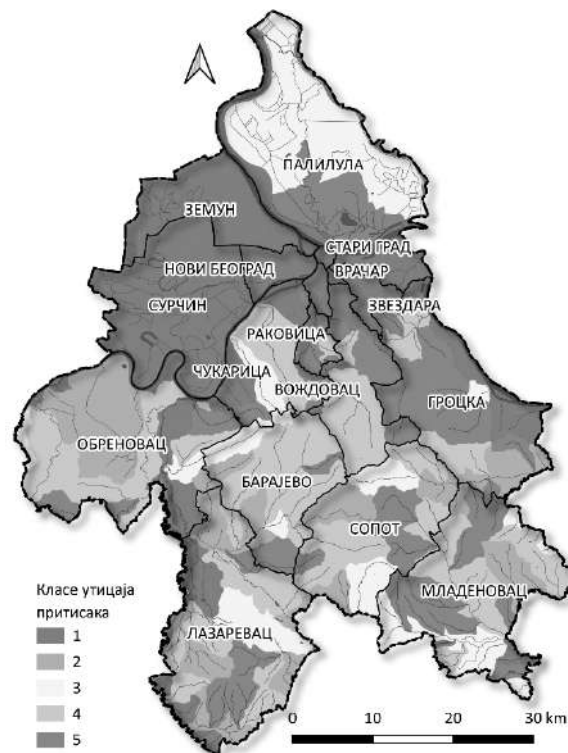 ПАЛИЛУЛА
ЗЕМУН
СТАРИ ГРАД
НОВИ БЕОГРАД
ВРАЧАР
СУРЧИН
ЗВЕЗДАРА
РАКОВИЦА
ЧУКАРИЦА
ВОЖДОВАЦ
ГРОЦКА
ОБРЕНОВАЦ
БАРАЈЕВО
СОПОТ
МЛАДЕНОВАЦ
ЛАЗАРЕВАЦ
Класе утицаја
притисака
1
2
3
4
5
0 10 20 30 km